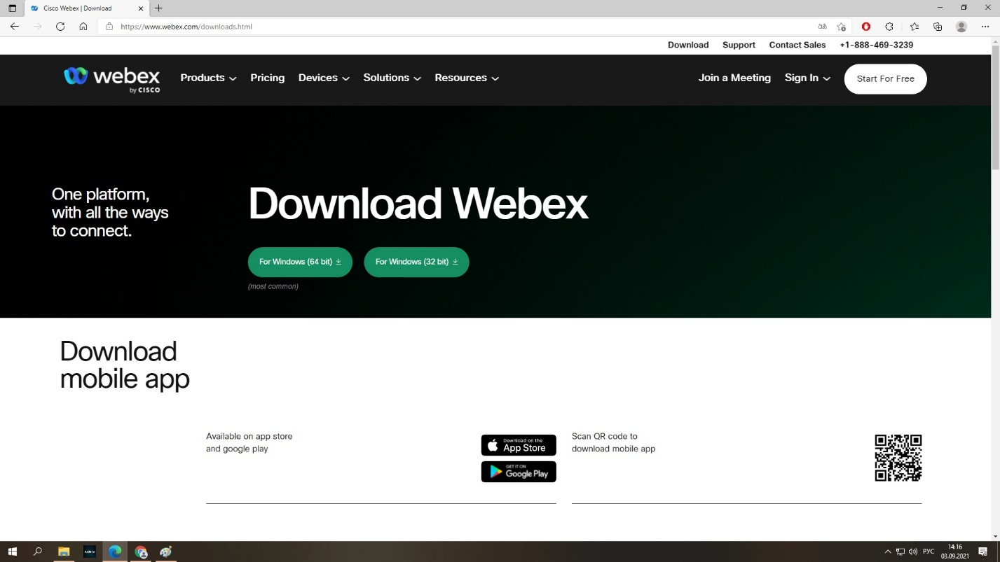 Cisco Webex | Download
https://www.webex.com/downloads.html
Download Support Contact Sales +1-888-469-3239
webex
by CISCO
Products Pricing Devices Solutions Resources Join a Meeting Sign In Start For Free
One platform,
with all the ways
to connect.
Download Webex
For Windows (64 bit) For Windows (32 bit)
(most common)
Download
mobile app
Available on app store
and google play
Download on the
App Store
GET IT ON
Google Play
Scan QR code to
download mobile app
РУС
14:16
03.09.2021